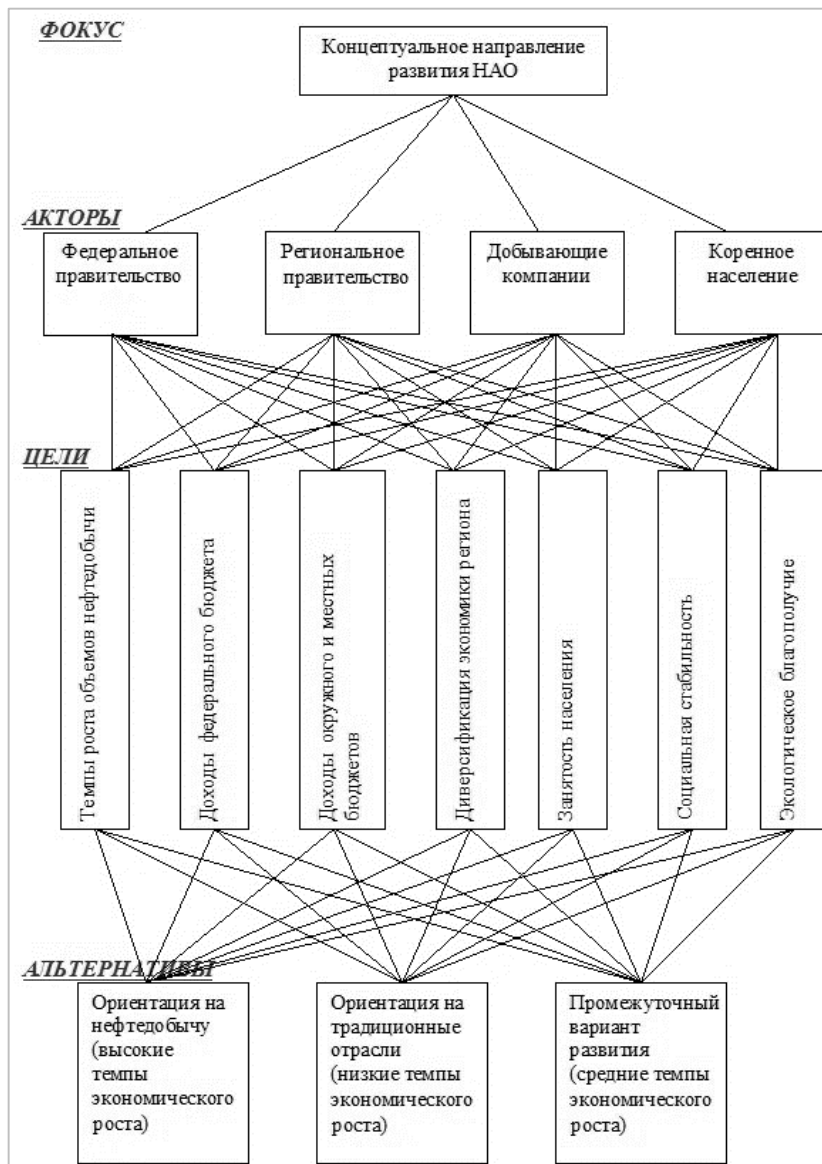 ФОКУС
Концептуальное направление
развития НАО
АКТОРЫ
Федеральное
правительство
Региональное
правительство
Добывающие
компании
Коренное
население
ЦЕЛИ
Темпы роста объемов нефтедобычи
Доходы федерального бюджета
Доходы окружного и местных
бюджетов
Диверсификация экономики региона
Занятость населения
Социальная стабильность
Экологическое благополучие
АЛЬТЕРНАТИВЫ
Ориентация на
нефтедобычу
(высокие
темпы
экономического
роста)
Ориентация на
традиционные
отрасли
(низкие темпы
экономического
роста)
Промежуточный
вариант
развития
(средние темпы
экономического
роста)